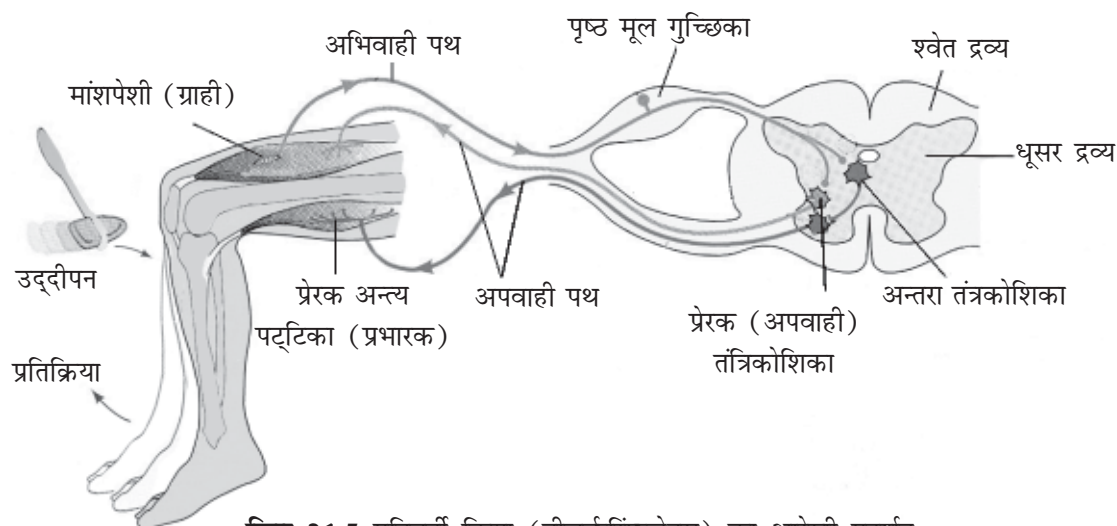 पृष्ठ मूल गुच्छिका
अभिवाही पथ
श्वेत द्रव्य
मांशपेशी (ग्राही)
धूसर द्रव्य
उद्दीपन
प्रेरक अन्त्य
पट्टिका (प्रभारक)
अपवाही पथ
अन्तरा तंत्रकोशिका
प्रेरक (अपवाही)
तंत्रिकोशिका
प्रतिक्रिया